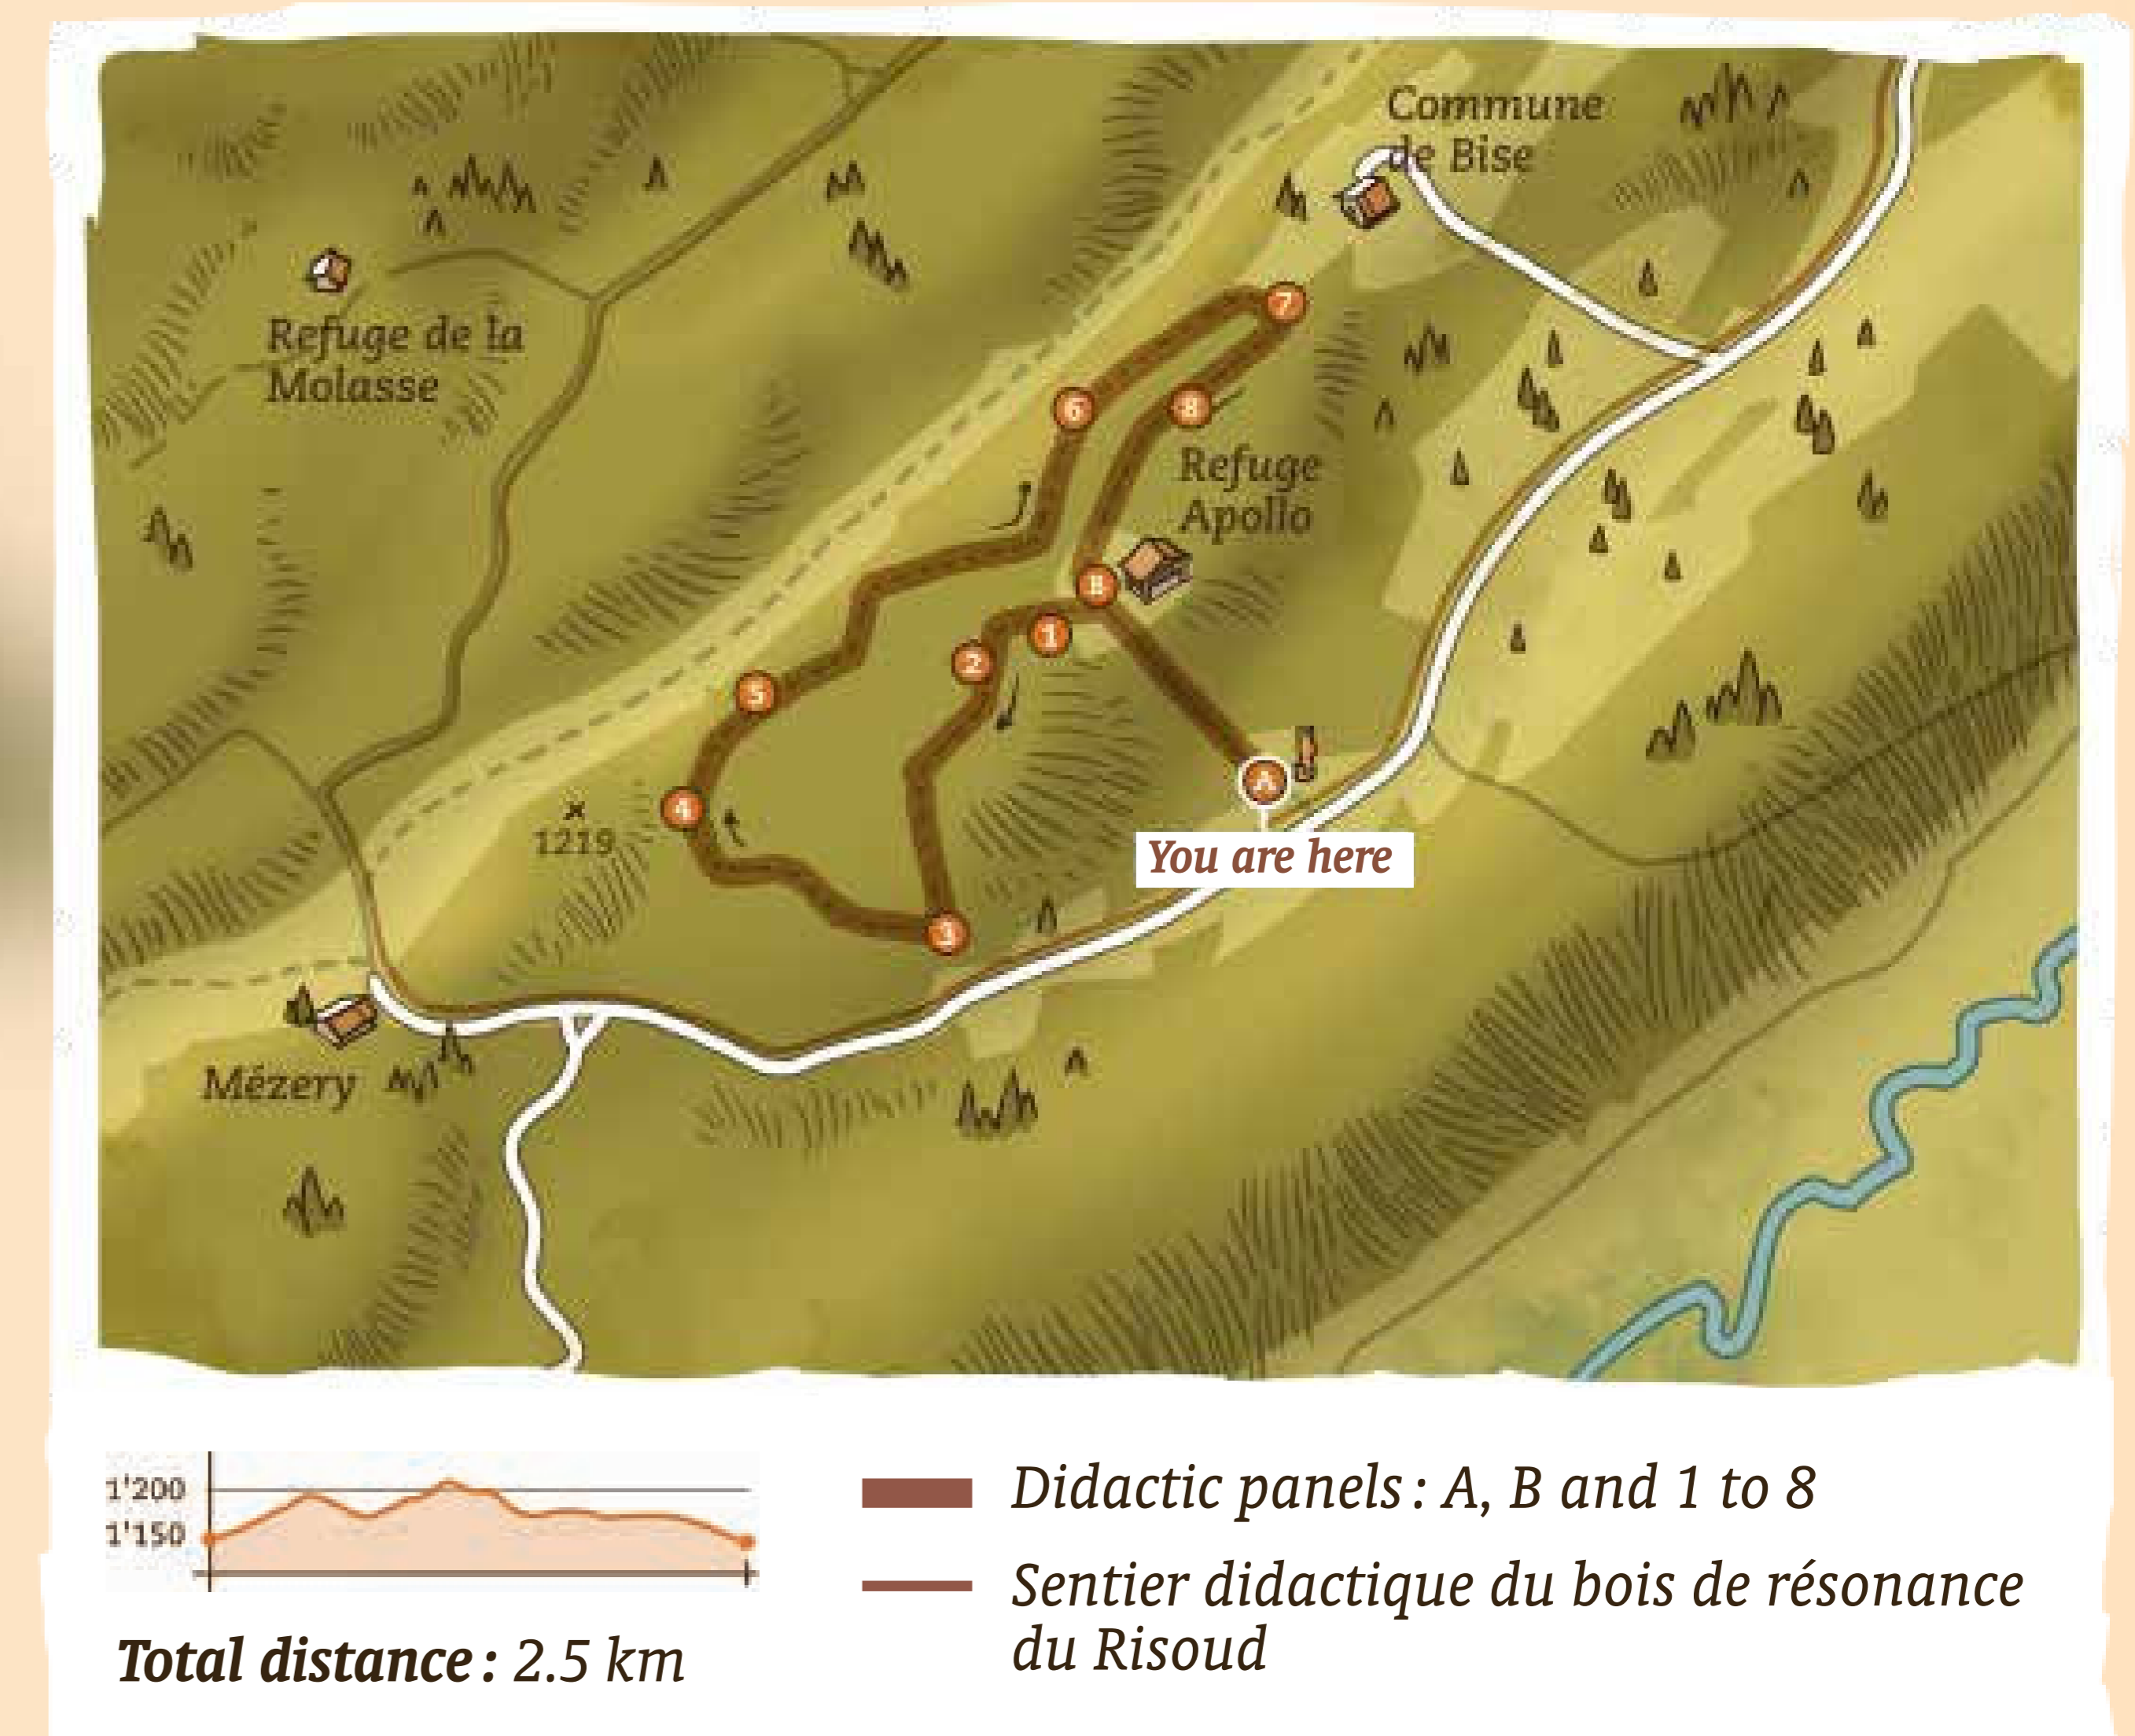 Commune
de Bise
Refuge de la
Molasse
7
6
8
Refuge
Apollo
B
1
2
5
A
4
1219
You are here
3
Mézery
1'200
1'150
Didactic panels : A, B and 1 to 8
Sentier didactique du bois de résonance
du Risoud
Total distance : 2.5 km